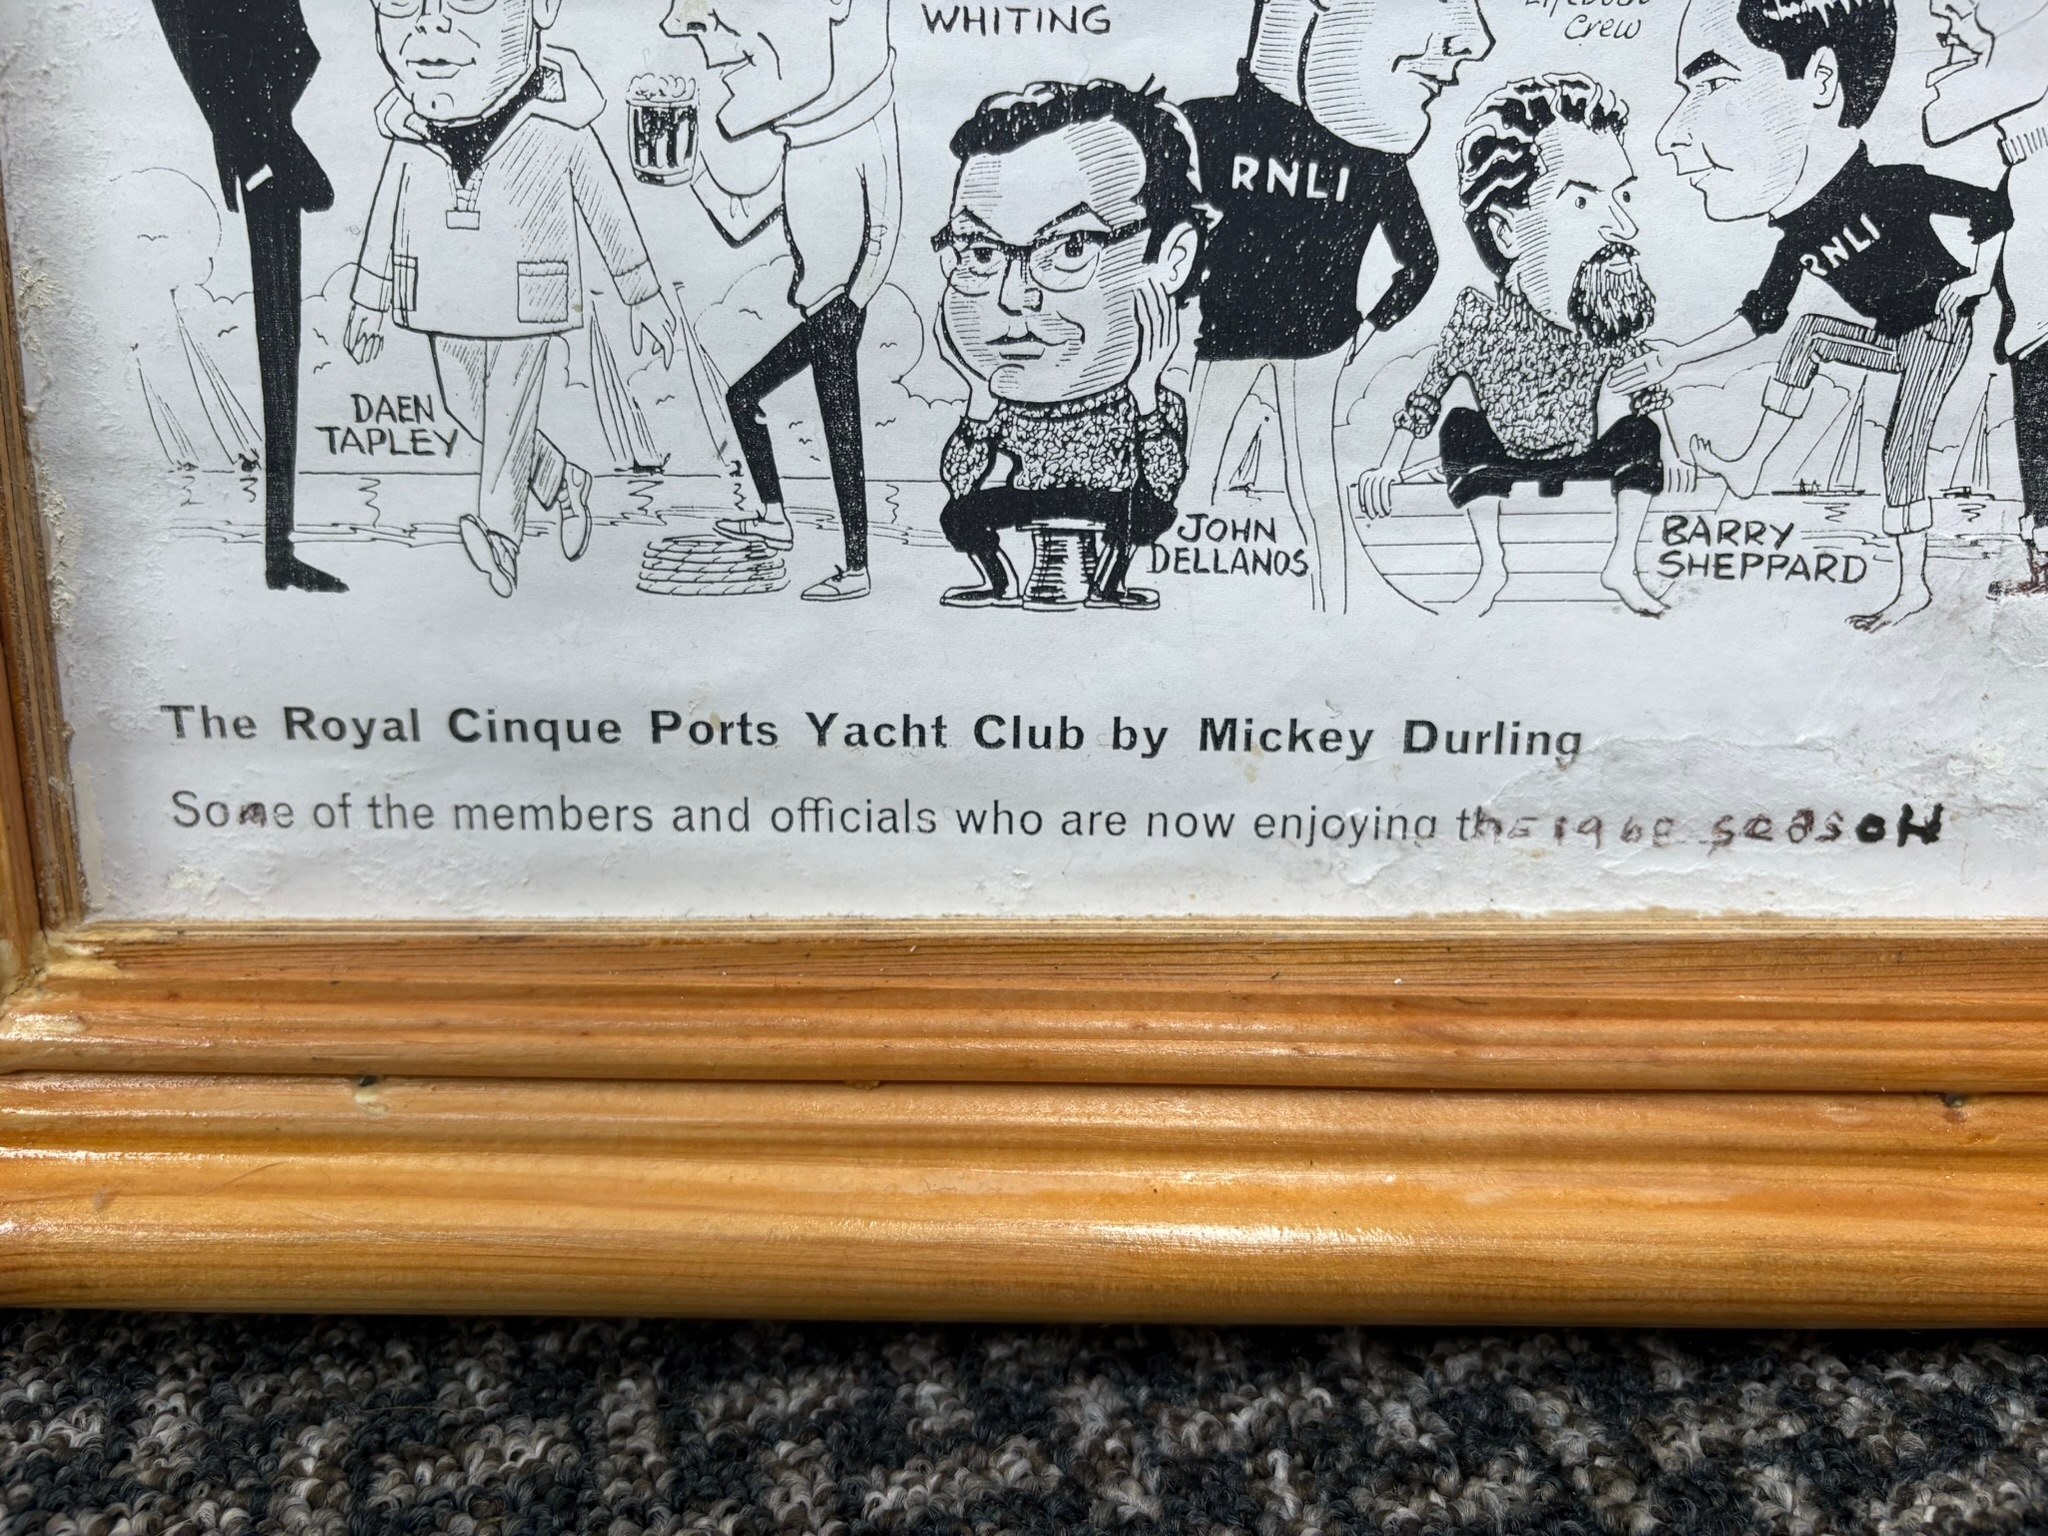 WHITING
Crew
RNLI
RNLI
DAEN
TAPLEY
JOHN
DELLANOS
BARRY
SHEPPARD
The Royal Cinque Ports Yacht Club by Mickey Durling
Some of the members and officials who are now enjoying the 1968 season